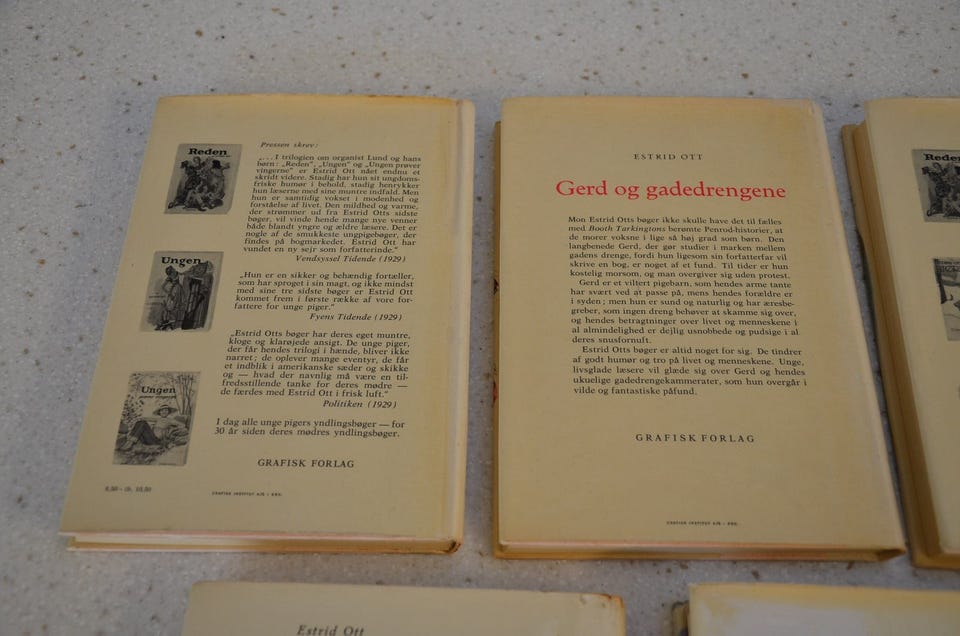 Reden
Ungen
Ungen
Pressen skrev:
„. . . I trilogien om organist Lund og hans
børn: „Reden”, „Ungen” og „Ungen prøver
vingerne” er Estrid Ott nået endnu et
skridt videre. Stadig har hun sit ungdoms-
friske humør i behold, stadig henrykker
hun læserne med sine muntre indfald. Men
hun er samtidig vokset i modenhed og
forståelse af livet. Den mildhed og varme,
der strømmer ud fra Estrid Otts sidste
bøger, vil vinde hende mange nye venner
både blandt yngre og ældre læsere. Det er
nogle af de smukkeste ungpigebøger, der
findes på bogmarkedet. Estrid Ott har
vundet en ny sejr som forfatterinde.”
Vendsyssel Tidende (1929)
„Hun er en sikker og behændig fortæller,
som har sproget i sin magt, og ikke mindst
med sine tre sidste bøger er Estrid Ott
kommet frem i første række af vore for-
fattere for unge piger.”
Fyens Tidende (1929)
„Estrid Otts bøger har deres eget muntre,
kloge og klarøjede ansigt. De unge piger,
der får hendes trilogi i hænde, bliver ikke
narret; de oplever mange eventyr, de får
et indblik i amerikanske sæder og skikke
og — hvad der navnlig må være en til-
fredsstillende tanke for deres mødre —
de færdes med Estrid Ott i frisk luft.”
Politiken (1929)
I dag alle unge pigers yndlingsbøger — for
30 år siden deres mødres yndlingsbøger.
GRAFISK FORLAG
GRAFISK INSTITUT A/S - KBH.
ESTRID OTT
Gerd og gadedrengene
Mon Estrid Otts bøger ikke skulle have det til fælles
med Booth Tarkingtons berømte Penrod-historier, at
de morer voksne i lige så høj grad som børn. Den
langbenede Gerd, der gør studier i marken mellem
gadens drenge, fordi hun ligesom sin forfatterfar vil
skrive en bog, er noget af et fund. Til tider er hun
kostelig morsom, og man overgiver sig uden protest.
Gerd er et viltert pigebarn, som hendes arme tante
har svært ved at passe på, mens hendes forældre er
i syden; men hun er sund og naturlig og har æresbe-
greber, som ingen dreng behøver at skamme sig over,
og hendes betragtninger over livet og menneskene i
al almindelighed er dejlig usnobbede og pudsige i al
deres snusfornuft.
Estrid Otts bøger er altid noget for sig. De tindrer
af godt humør og tro på livet og menneskene. Unge,
livsglade læsere vil glæde sig over Gerd og hendes
ukuelige gadedrengekammerater, som hun overgår i
vilde og fantastiske påfund.
GRAFISK FORLAG
GRAFISK INSTITUT A/S - KBH.
Estrid Ott